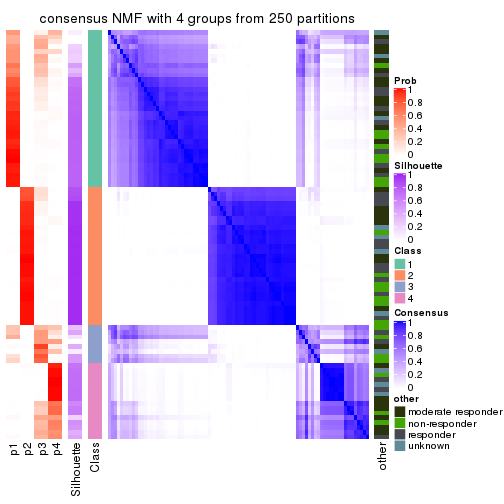 consensus NMF with 4 groups from 250 partitions
Prob
1
0.8
0.6
0.4
0.2
0
Silhouette
1
0.8
0.6
0.4
0.2
0
Class
1
2
3
4
Consensus
1
0.8
0.6
0.4
0.2
0
other
moderate responder
non-responder
responder
unknown
p1
p2
p3
p4
Silhouette
Class
other